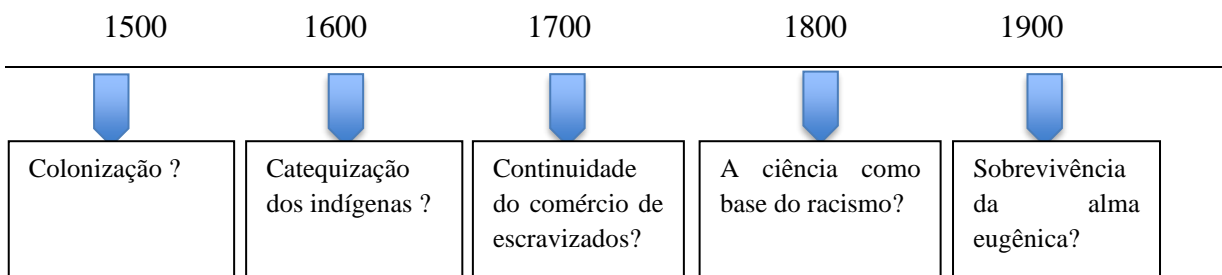 1500 1600 1700 1800 1900
Colonização ?
Catequização
dos indígenas ?
Continuidade
do comércio de
escravizados?
A ciência como
base do racismo?
Sobrevivência
da alma
eugênica?